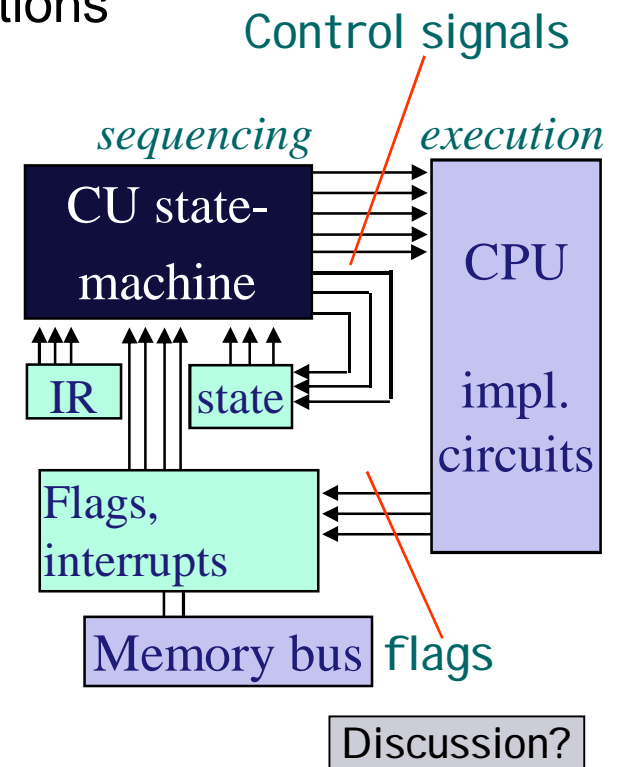 Control signals
sequencing
execution
CU state-
machine
CPU
impl.
circuits
IR
state
Flags,
interrupts
Memory bus
flags
Discussion?